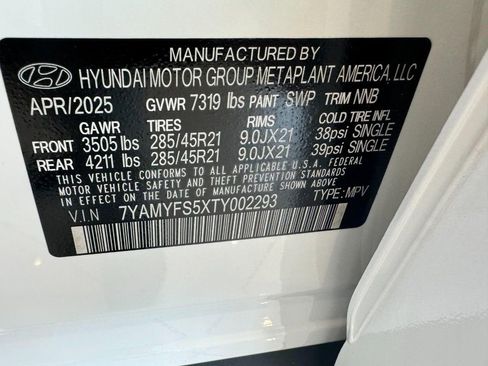 MANUFACTURED BY
HYUNDAI MOTOR GROUP METAPLANT AMERICA, LLC
APR/2025 GVWR 7319 lbs PAINT SWP TRIM NNB
GAWR TIRES RIMS COLD TIRE INFL
FRONT 3505 lbs 285/45R21 9.0JX21 38psi SINGLE
REAR 4211 lbs 285/45R21 9.0JX21 39psi SINGLE
THIS VEHICLE CONFORMS TO ALL APPLICABLE U.S.A. FEDERAL
MOTOR VEHICLE SAFETY STANDARDS IN EFFECT ON THE DATE OF
MANUFACTURE SHOWN ABOVE.
V.I.N 7YAMYFS5XTY002293 TYPE: MPV